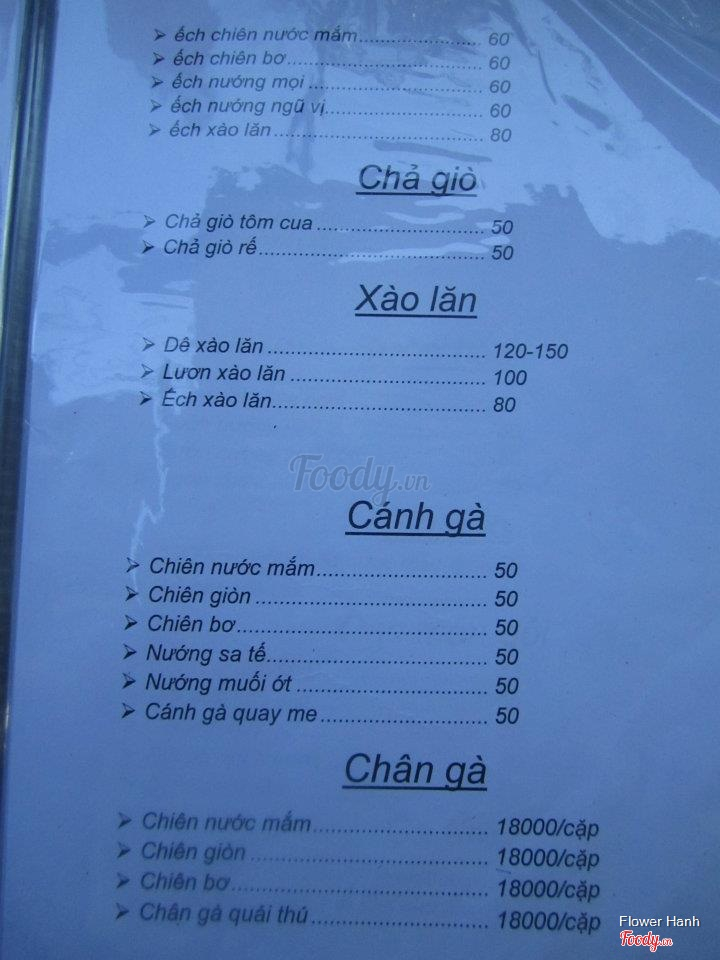 ➢ ếch chiên nước mắm.......................... 60
➢ ếch chiên bơ......................................... 60
➢ ếch nướng mọi ..................................... 60
➢ ếch nướng ngũ vị.................................. 60
➢ ếch xào lăn............................................ 80
Chả giò
➢ Chả giò tôm cua................................... 50
➢ Chả giò rế.............................................. 50
Xào lăn
➢ Dê xào lăn ............................................ 120-150
➢ Lươn xào lăn ........................................ 100
➢ Ếch xào lăn........................................... 80
Foody.vn
Cánh gà
➢ Chiên nước mắm................................... 50
➢ Chiên giòn ............................................ 50
➢ Chiên bơ................................................ 50
➢ Nướng sa tế........................................... 50
➢ Nướng muối ớt ..................................... 50
➢ Cánh gà quay me................................... 50
Chân gà
➢ Chiên nước mắm................................... 18000/cặp
➢ Chiên giòn ............................................ 18000/cặp
➢ Chiên bơ................................................ 18000/cặp
➢ Chân gà quái thú................................... 18000/cặp
Flower Hanh
Foody.vn